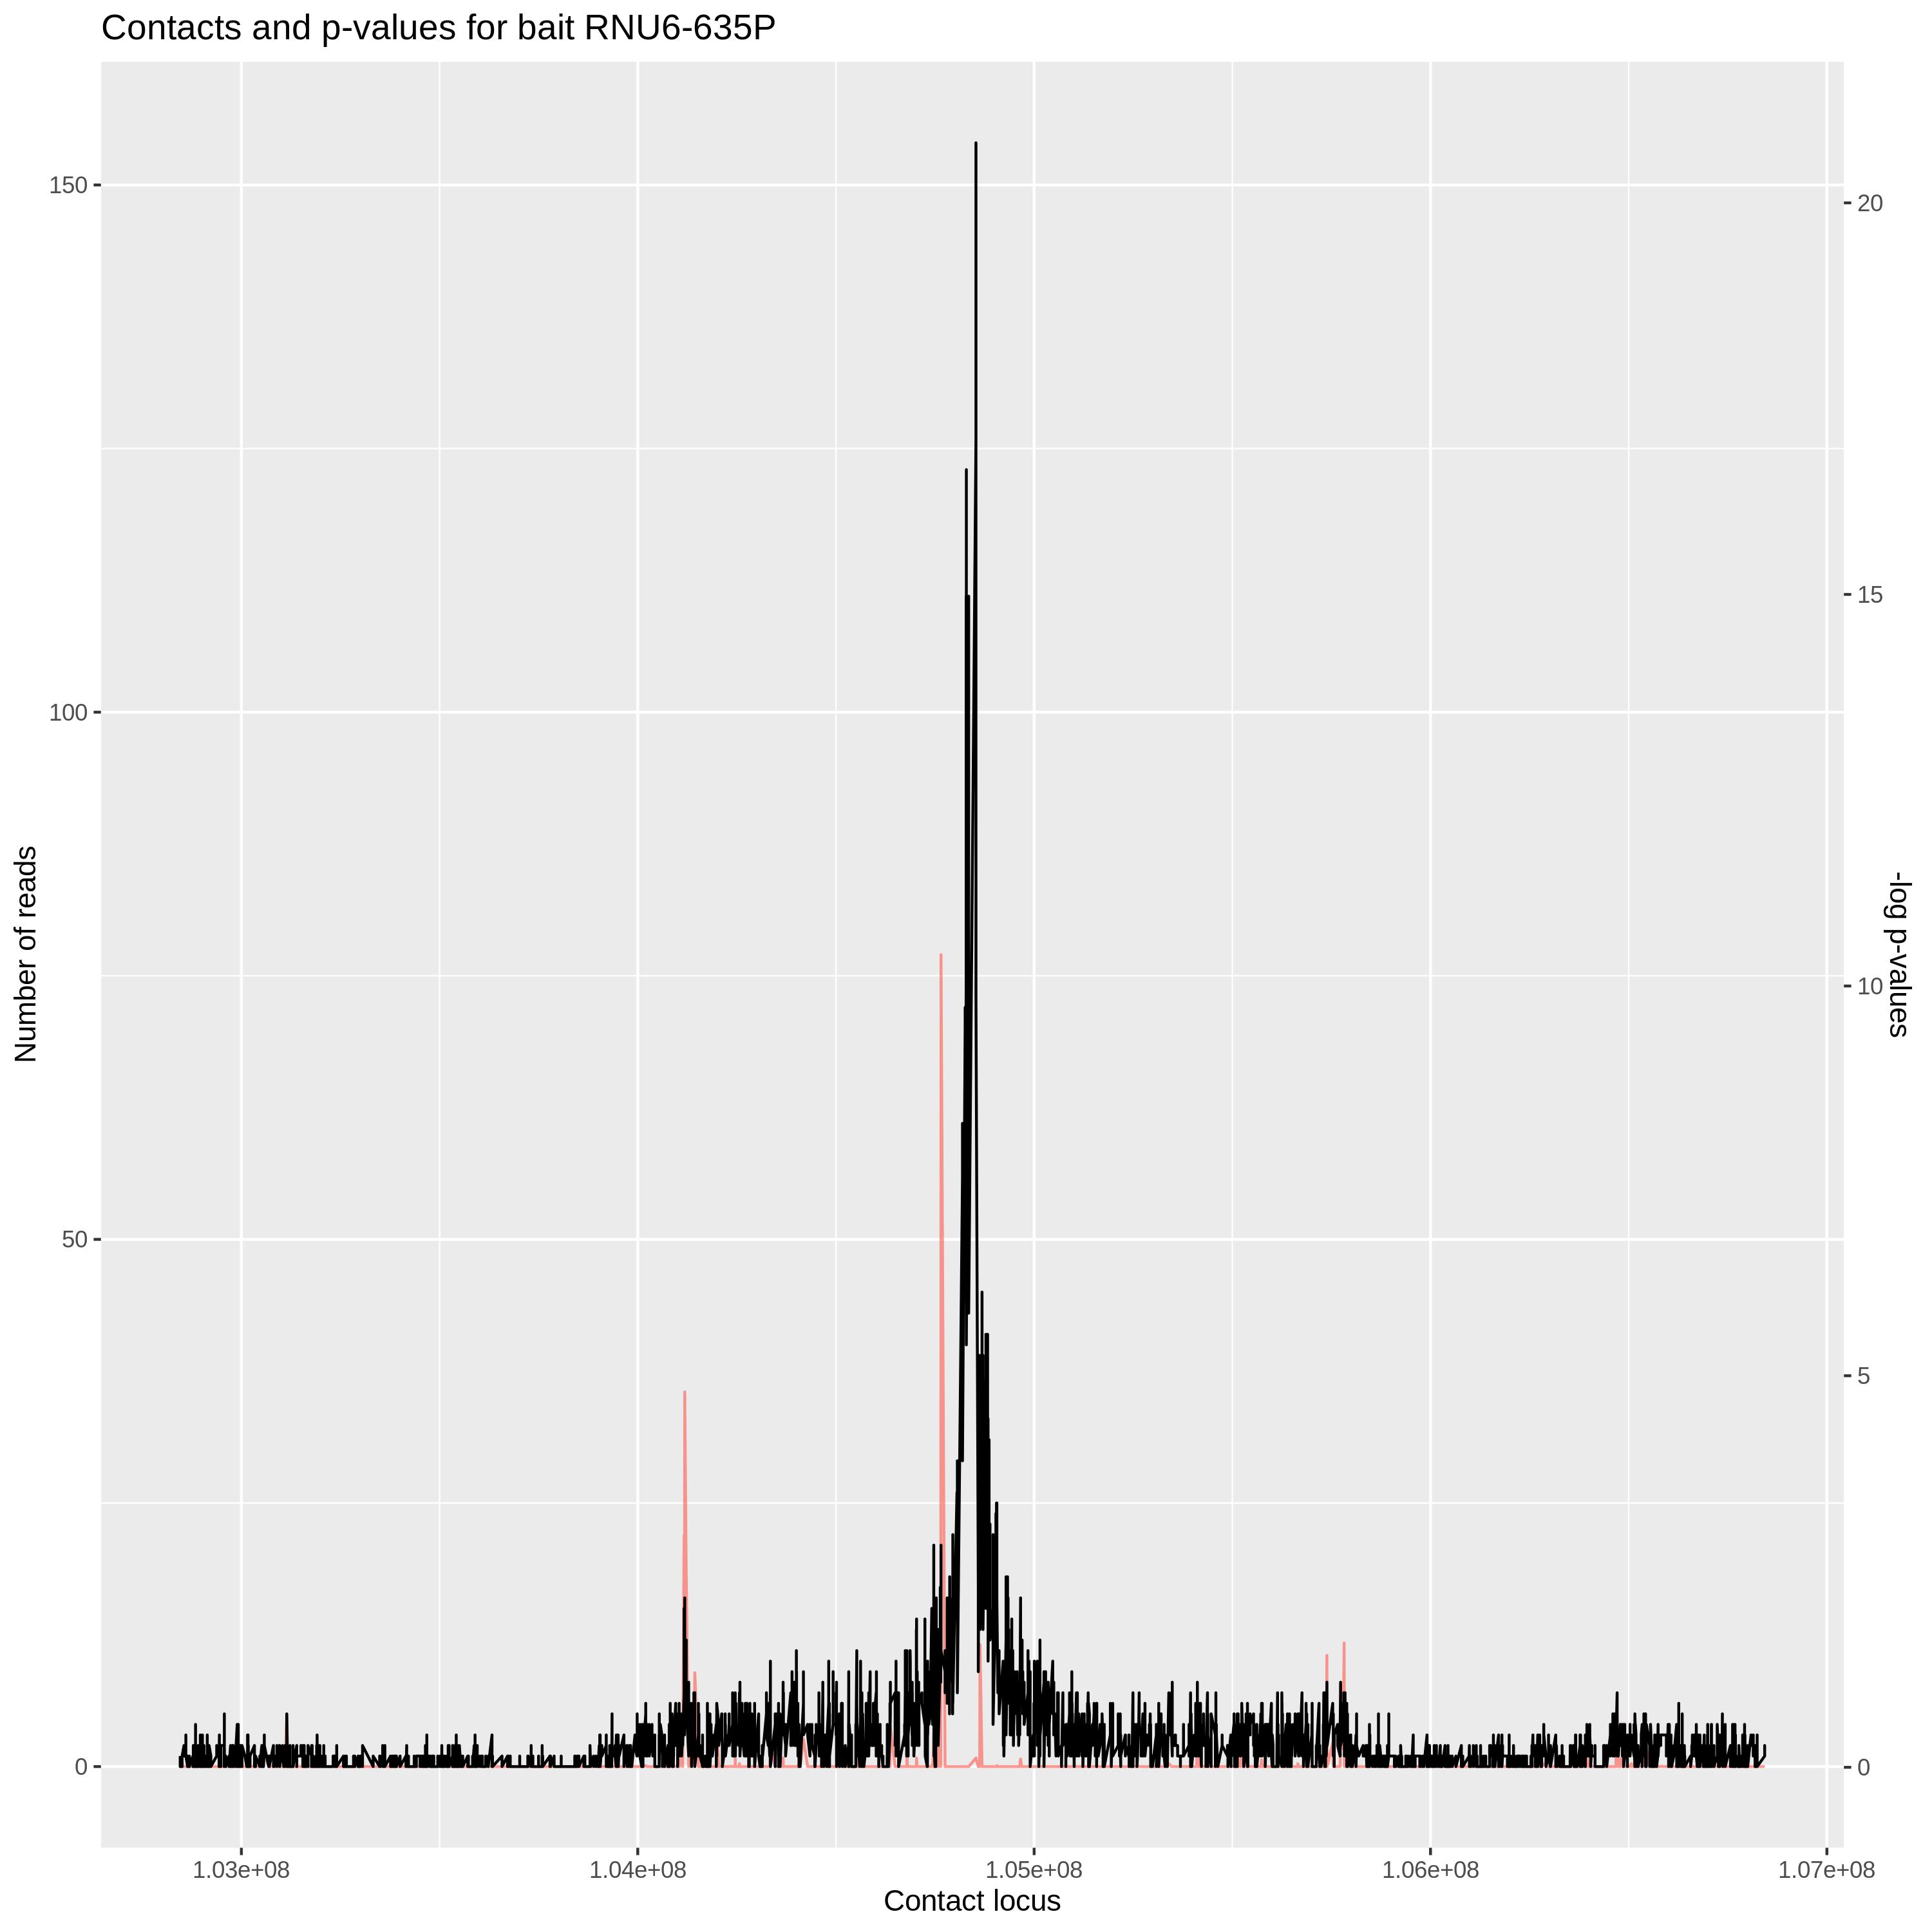 Contacts and p-values for bait RNU6-635P
150
100
50
0
Number of reads
20
15
10
5
0
-log p-values
1.03e+08
1.04e+08
1.05e+08
1.06e+08
1.07e+08
Contact locus